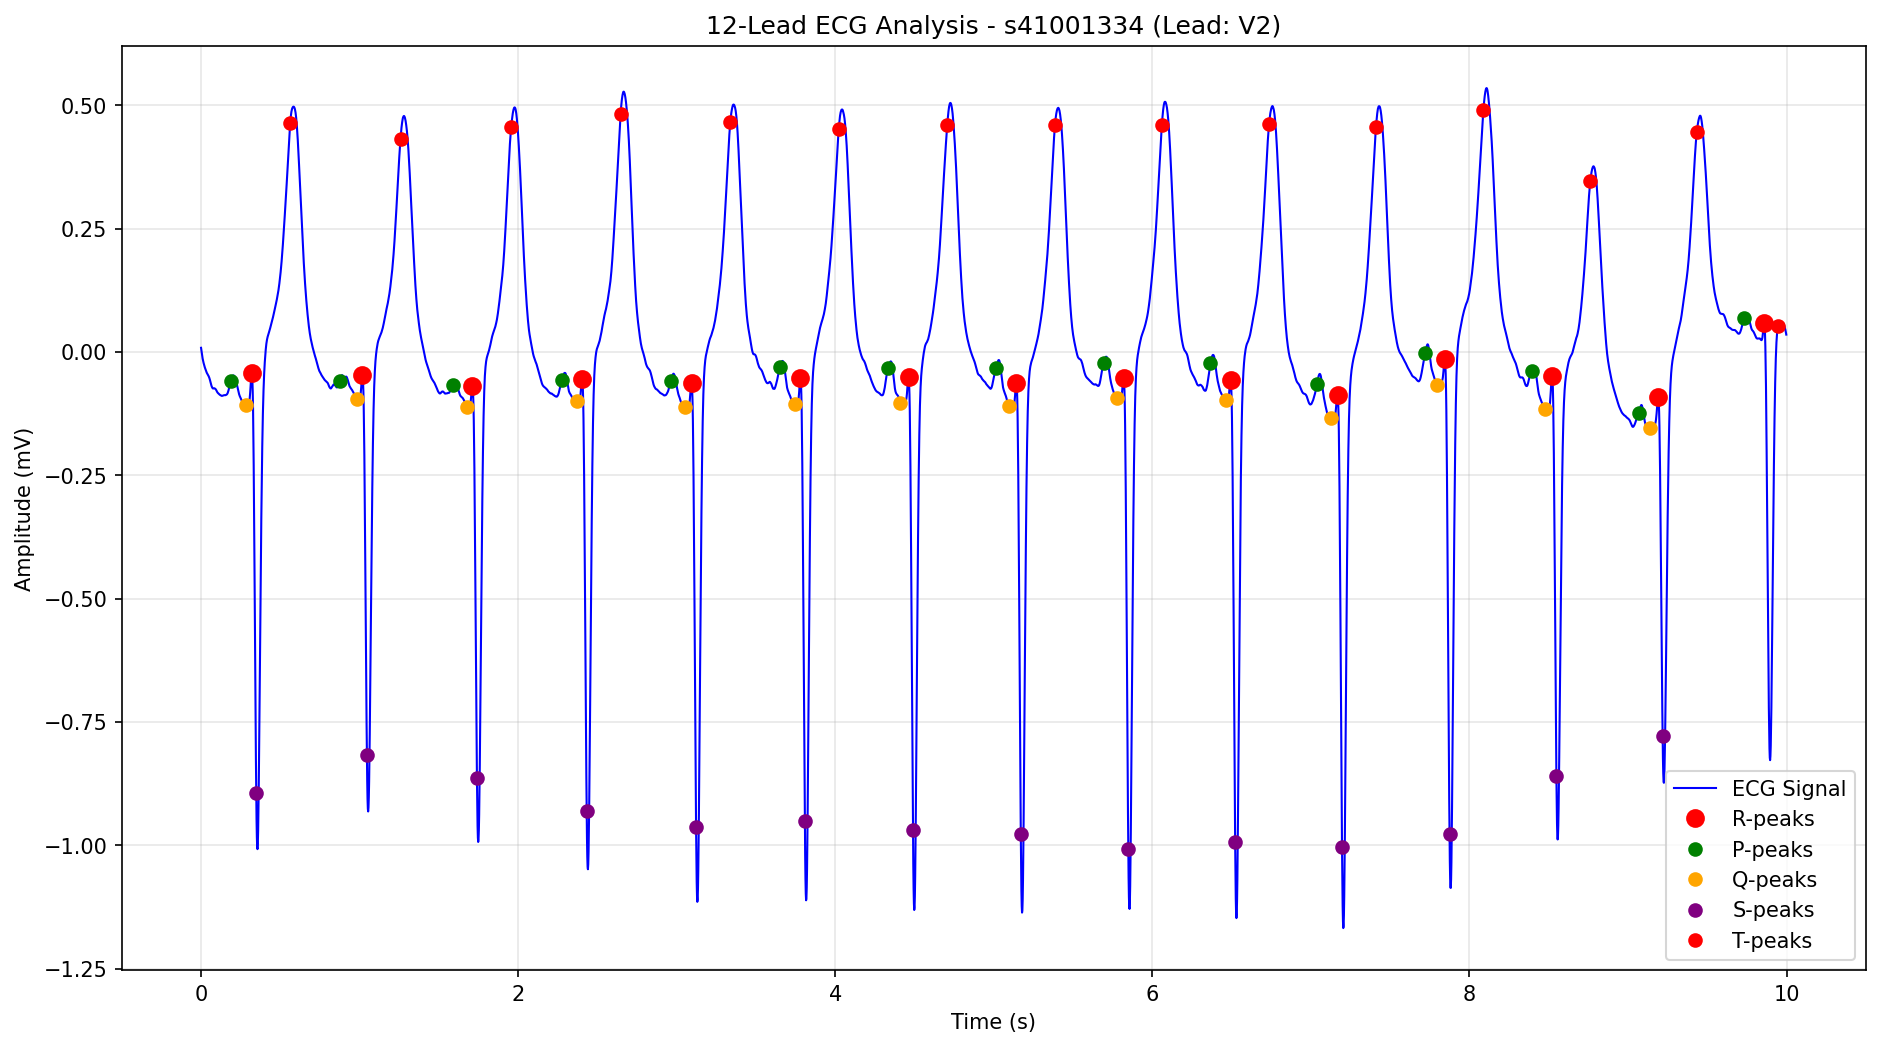 12-Lead ECG Analysis - s41001334 (Lead: V2)
Amplitude (mV)
0.50
0.25
0.00
−0.25
−0.50
−0.75
−1.00
−1.25
0 2 4 6 8 10
Time (s)
ECG Signal
R-peaks
P-peaks
Q-peaks
S-peaks
T-peaks